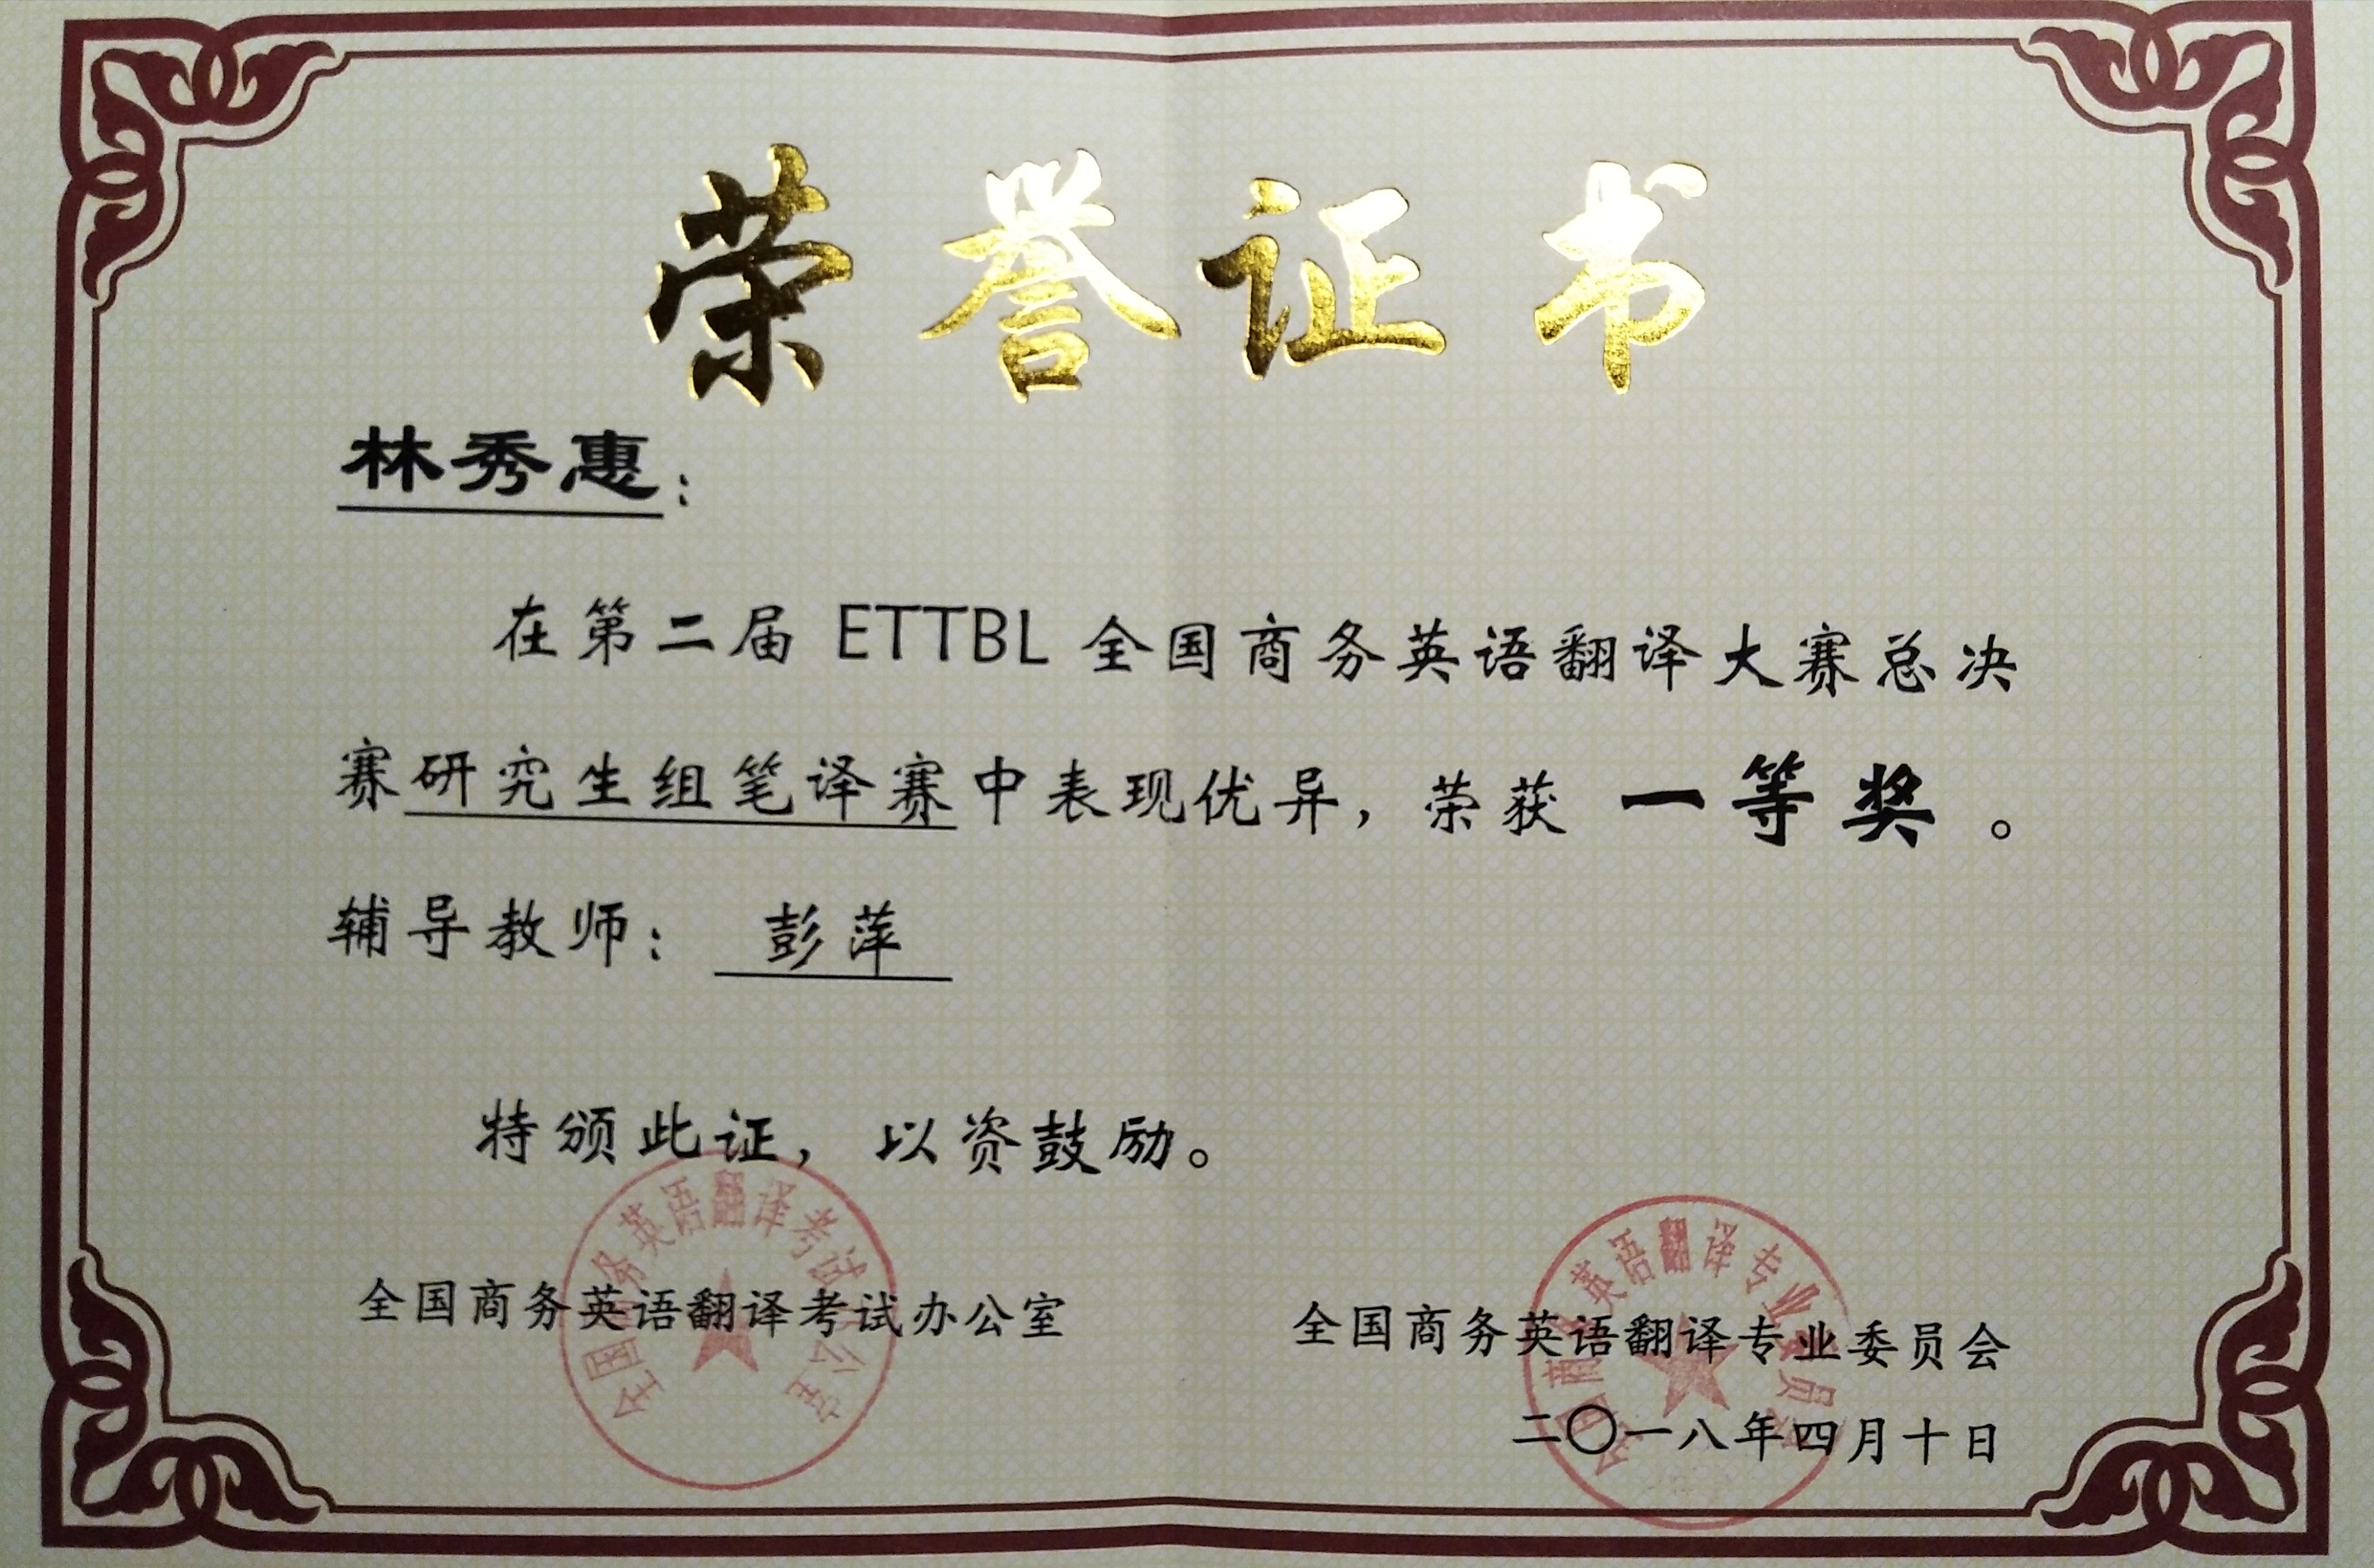 荣誉证书
林秀惠：
在第二届 ETTBL 全国商务英语翻译大赛总决
赛研究生组笔译赛中表现优异，荣获 一等奖 。
辅导教师： 彭萍
特颁此证，以资鼓励。
全国商务英语翻译考试办公室
全国商务英语翻译专业委员会
二〇一八年四月十日